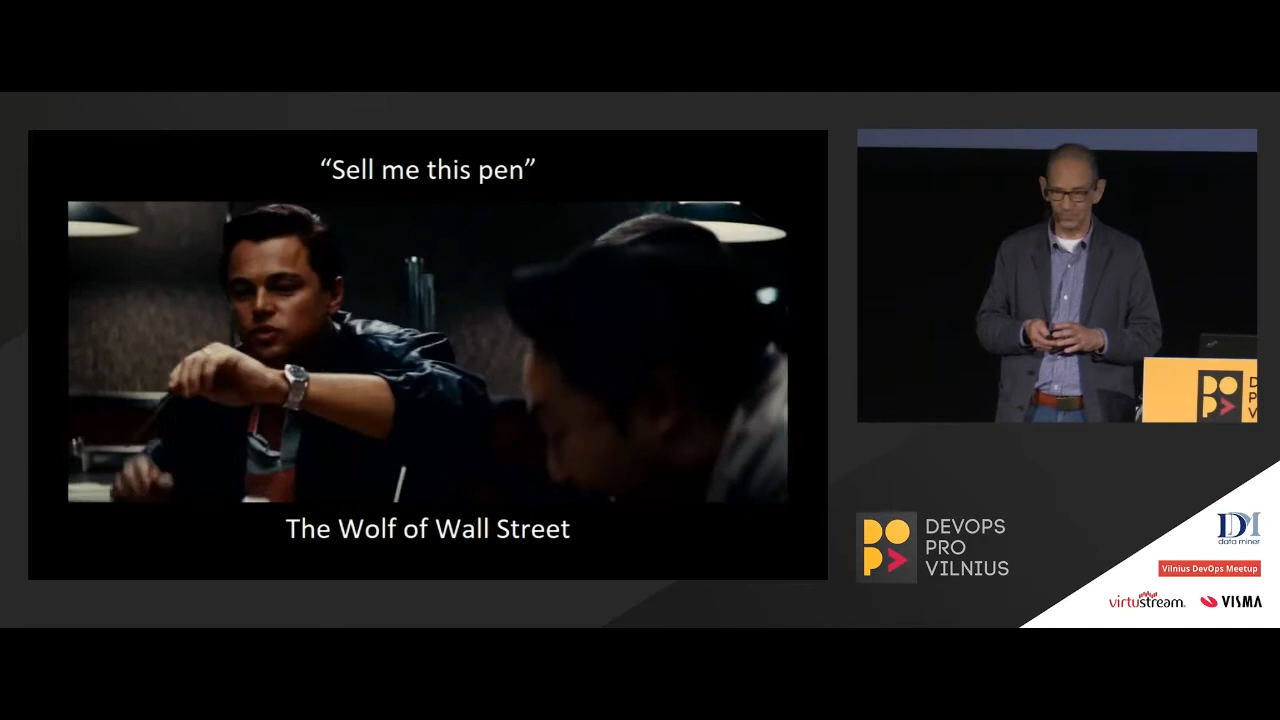 “Sell me this pen”
The Wolf of Wall Street
DEVOPS
PRO
VILNIUS
DM
data miner
Vilnius DevOps Meetup
virtustream.
VISMA